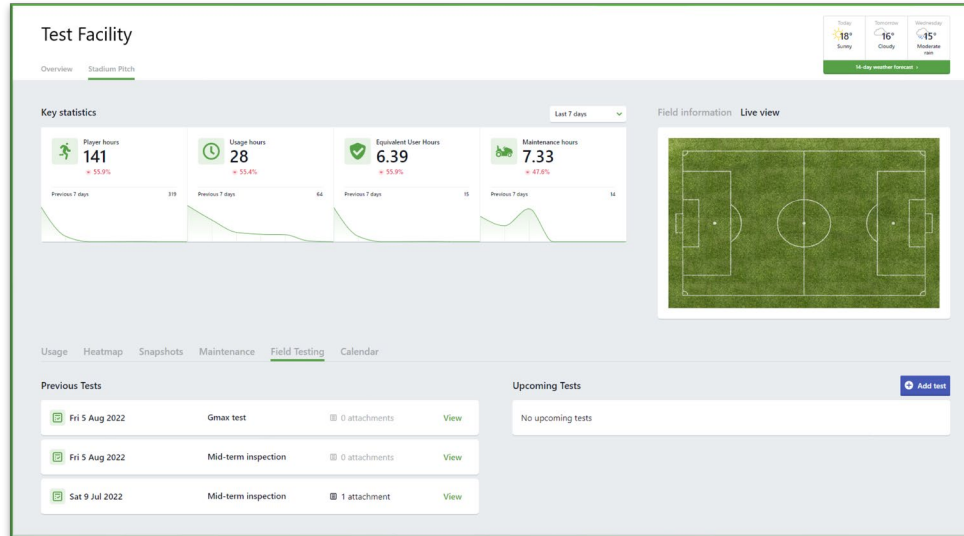 Test Facility
Today
Tomorrow
Wednesday
18°
16°
15°
Sunny
Cloudy
Moderate
rain
14-day weather forecast ›
Overview
Stadium Pitch
Key statistics
Last 7 days
Field information
Live view
Player hours
141
55.9%
Previous 7 days
319
Usage hours
28
55.4%
Previous 7 days
64
Equivalent User Hours
6.39
55.9%
Previous 7 days
15
Maintenance hours
7.33
47.6%
Previous 7 days
14
Usage
Heatmap
Snapshots
Maintenance
Field Testing
Calendar
Previous Tests
Fri 5 Aug 2022
Gmax test
0 attachments
View
Fri 5 Aug 2022
Mid-term inspection
0 attachments
View
Sat 9 Jul 2022
Mid-term inspection
1 attachment
View
Upcoming Tests
Add test
No upcoming tests